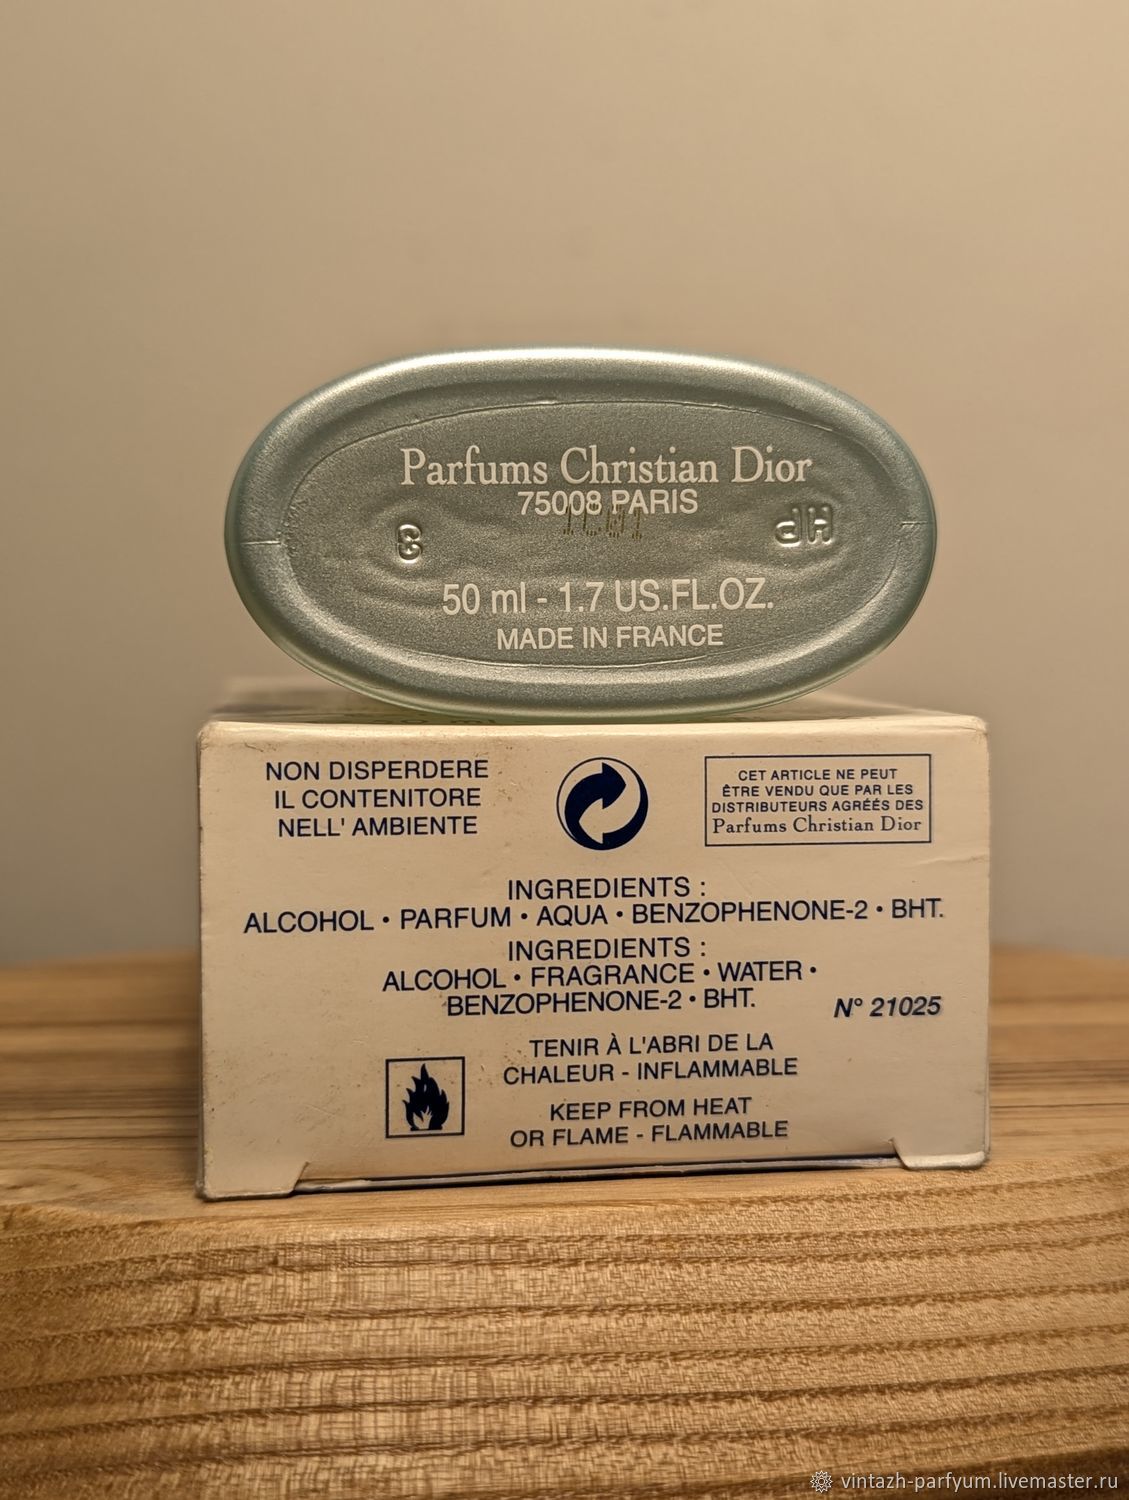 Parfums Christian Dior
75008 PARIS
1C01
3
HP
50 ml - 1.7 US.FL.OZ.
MADE IN FRANCE
NON DISPERDERE
IL CONTENITORE
NELL' AMBIENTE
CET ARTICLE NE PEUT
ÊTRE VENDU QUE PAR LES
DISTRIBUTEURS AGRÉÉS DES
Parfums Christian Dior
INGREDIENTS :
ALCOHOL • PARFUM • AQUA • BENZOPHENONE-2 • BHT.
INGREDIENTS :
ALCOHOL • FRAGRANCE • WATER •
BENZOPHENONE-2 • BHT.
N° 21025
TENIR À L'ABRI DE LA
CHALEUR - INFLAMMABLE
KEEP FROM HEAT
OR FLAME - FLAMMABLE
vintazh-parfyum.livemaster.ru